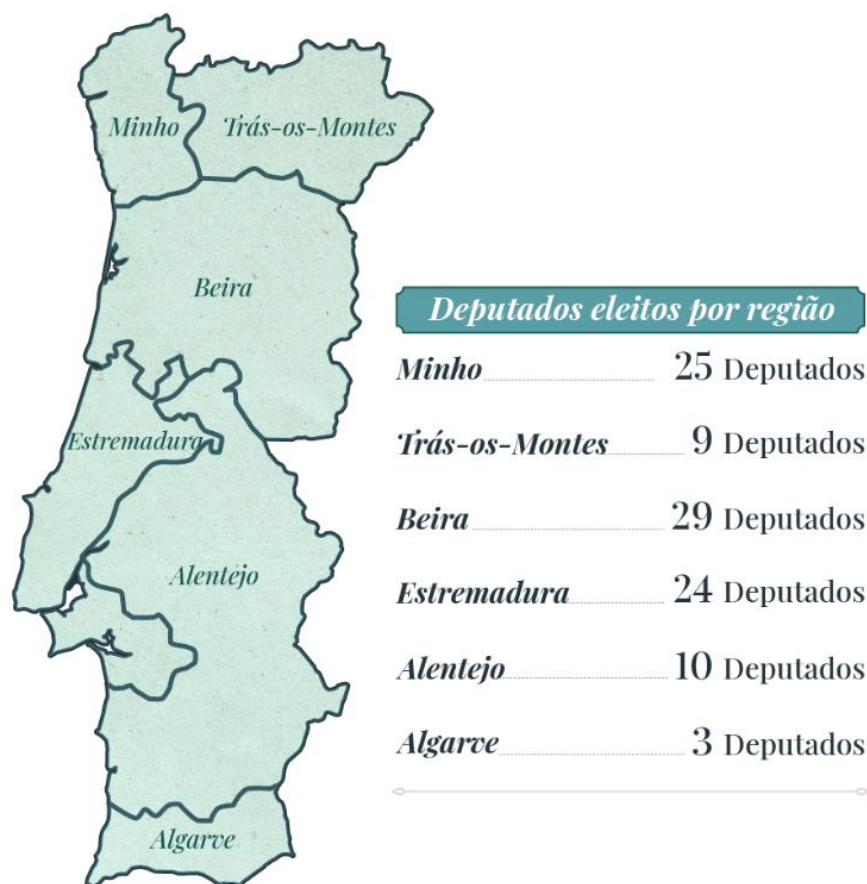 Minho
Trás-os-Montes
Beira
Estremadura
Alentejo
Algarve
Deputados eleitos por região
Minho 25 Deputados
Trás-os-Montes 9 Deputados
Beira 29 Deputados
Estremadura 24 Deputados
Alentejo 10 Deputados
Algarve 3 Deputados